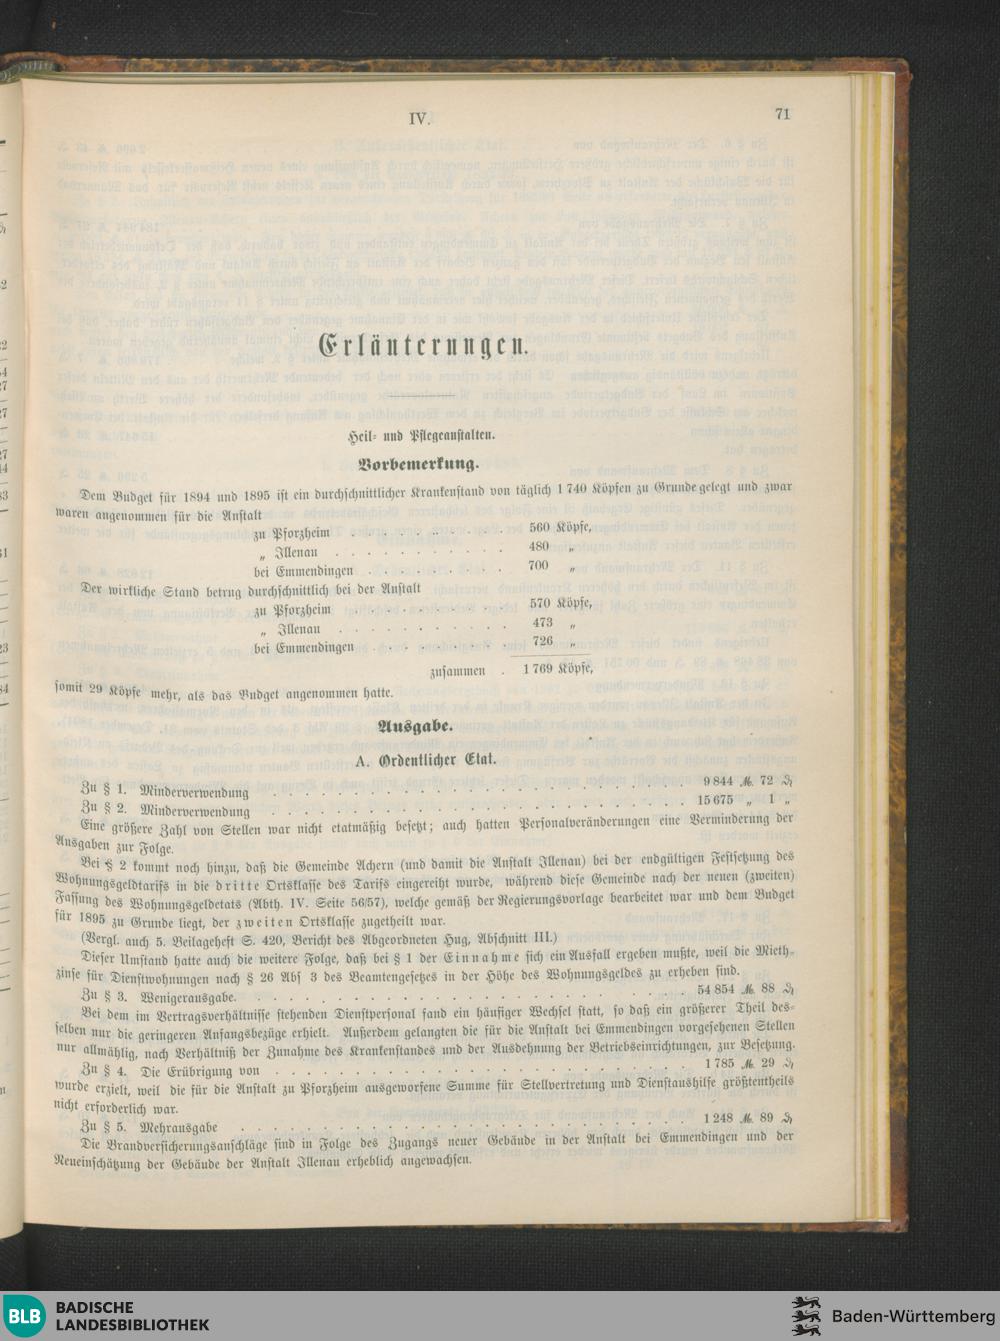 IV.
71
Erläuterungen.
Heil- und Pflegeanstalten.
Vorbemerkung.
Dem Budget für 1894 und 1895 ist ein durchschnittlicher Krankenstand von täglich 1 740 Köpfen zu Grunde gelegt und zwar
waren angenommen für die Anstalt
zu Pforzheim . . . . . . . . . . 560 Köpfe,
„ Illenau . . . . . . . . . . 480 „
bei Emmendingen . . . . . . . . . 700 „
Der wirkliche Stand betrug durchschnittlich bei der Anstalt
zu Pforzheim . . . . . . . . . . 570 Köpfe,
„ Illenau . . . . . . . . . . 473 „
bei Emmendingen . . . . . . . . . 726 „
zusammen . 1 769 Köpfe,
somit 29 Köpfe mehr, als das Budget angenommen hatte.
Ausgabe.
A. Ordentlicher Etat.
Zu § 1. Minderverwendung . . . . . . . . . . 9 844 M. 72 ₰
Zu § 2. Minderverwendung . . . . . . . . . . 15 675 „ „
Eine größere Zahl von Stellen war nicht etatmäßig besetzt; auch hatten Personalveränderungen eine Verminderung der
Ausgaben zur Folge.
Bei § 2 kommt noch hinzu, daß die Gemeinde Achern (und damit die Anstalt Illenau) bei der endgültigen Festsetzung des
Wohnungsgeldtarifs in die dritte Ortsklasse des Tarifs eingereiht wurde, während diese Gemeinde nach der neuen (zweiten)
Fassung des Wohnungsgeldetats (Abth. IV. Seite 56/57), welche gemäß der Regierungsvorlage bearbeitet war und dem Budget
für 1895 zu Grunde liegt, der zweiten Ortsklasse zugetheilt war.
(Vergl. auch 5. Beilageheft S. 420, Bericht des Abgeordneten Hug, Abschnitt III.)
Dieser Umstand hatte auch die weitere Folge, daß bei § 1 der Einnahme sich ein Ausfall ergeben mußte, weil die Mieth-
zinse für Dienstwohnungen nach § 26 Abs 3 des Beamtengesetzes in der Höhe des Wohnungsgeldes zu erheben sind.
Zu § 3. Wenigerausgabe. . . . . . . . . . . 54 854 M. 88 ₰
Bei dem im Vertragsverhältnisse stehenden Dienstpersonal fand ein häufiger Wechsel statt, so daß ein größerer Theil des-
selben nur die geringeren Anfangsbezüge erhielt. Außerdem gelangten die für die Anstalt bei Emmendingen vorgesehenen Stellen
nur allmählig, nach Verhältniß der Zunahme des Krankenstandes und der Ausdehnung der Betriebseinrichtungen, zur Besetzung.
Zu § 4. Die Erübrigung von . . . . . . . . . . 1 785 M. 29 ₰
wurde erzielt, weil die für die Anstalt zu Pforzheim ausgeworfene Summe für Stellvertretung und Dienstaushilfe größtentheils
nicht erforderlich war.
Zu § 5. Mehrausgabe . . . . . . . . . . 1 248 M. 89 ₰
Die Brandversicherungsanschläge sind in Folge des Zugangs neuer Gebäude in der Anstalt bei Emmendingen und der
Neueinschätzung der Gebäude der Anstalt Illenau erheblich angewachsen.
BLB BADISCHE
LANDESBIBLIOTHEK
Baden-Württemberg